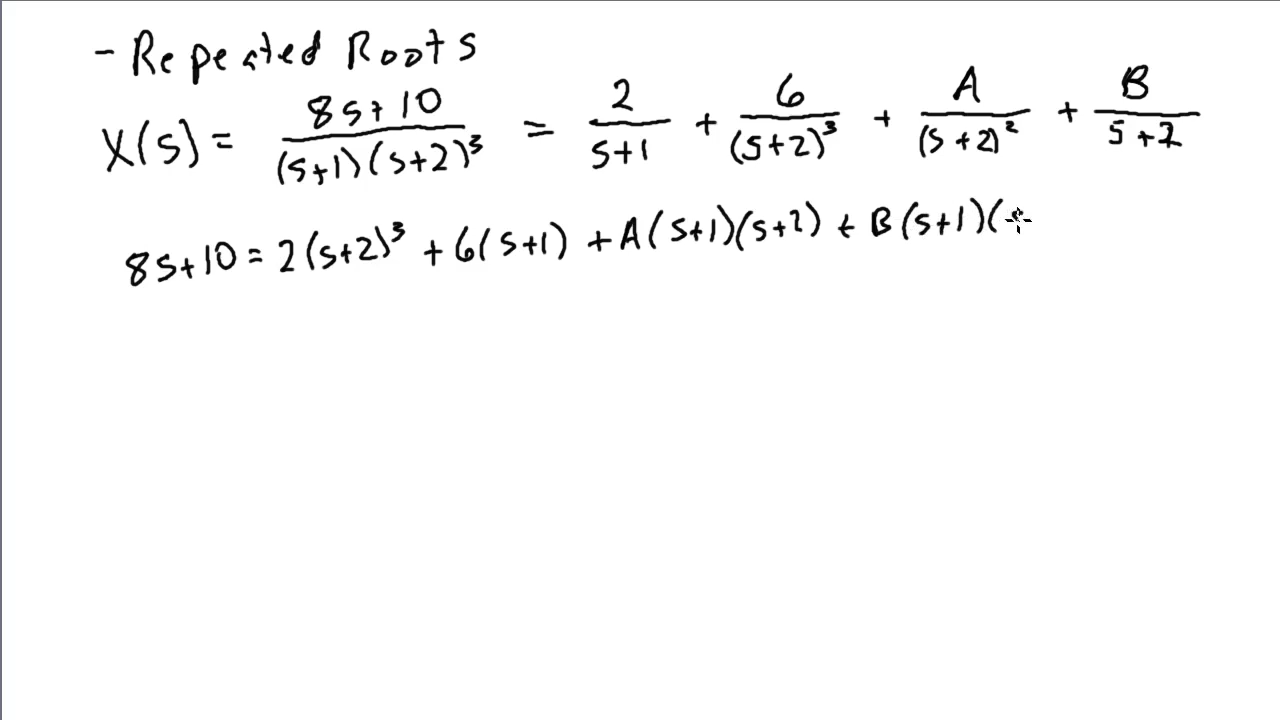 - Repeated Roots
X(s) = (8s+10)/((s+1)(s+2)³) = 2/(s+1) + 6/(s+2)³ + A/(s+2)² + B/(s+2)
8s+10 = 2(s+2)³ + 6(s+1) + A(s+1)(s+2) + B(s+1)(